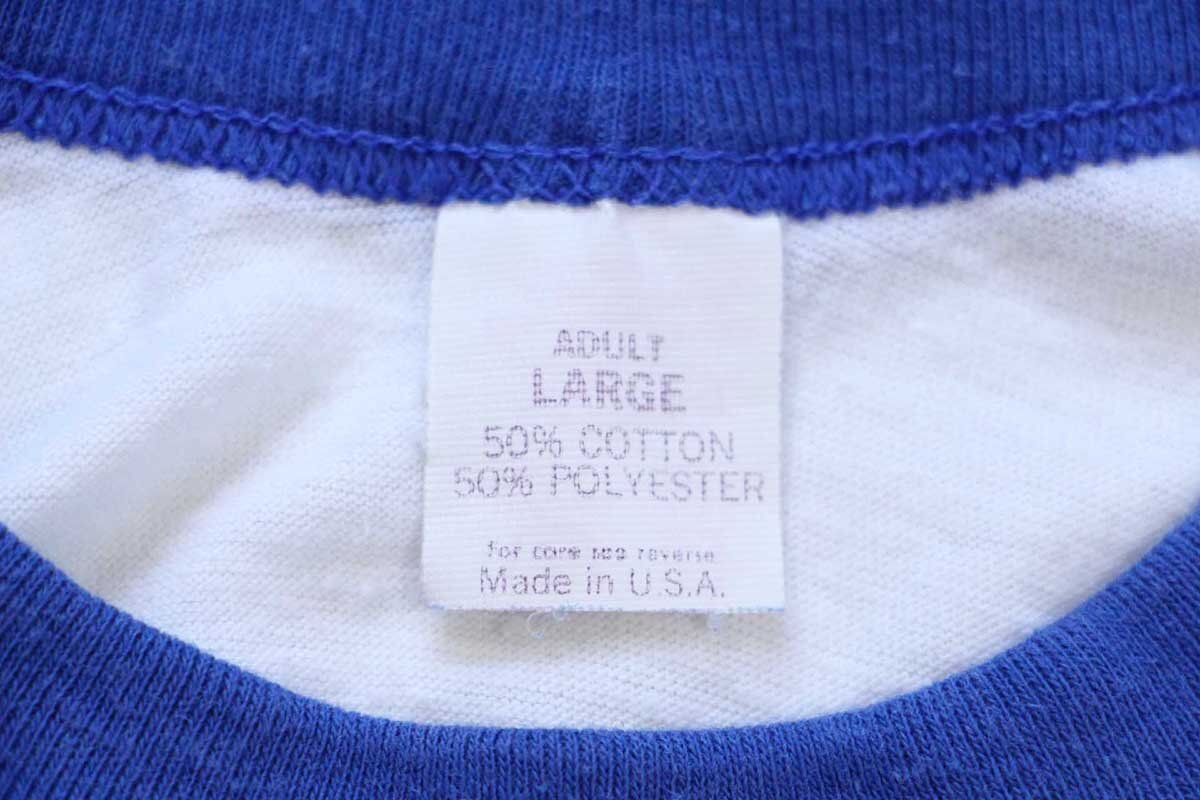 ADULT
LARGE
50% COTTON
50% POLYESTER
for care see reverse
Made in U.S.A.